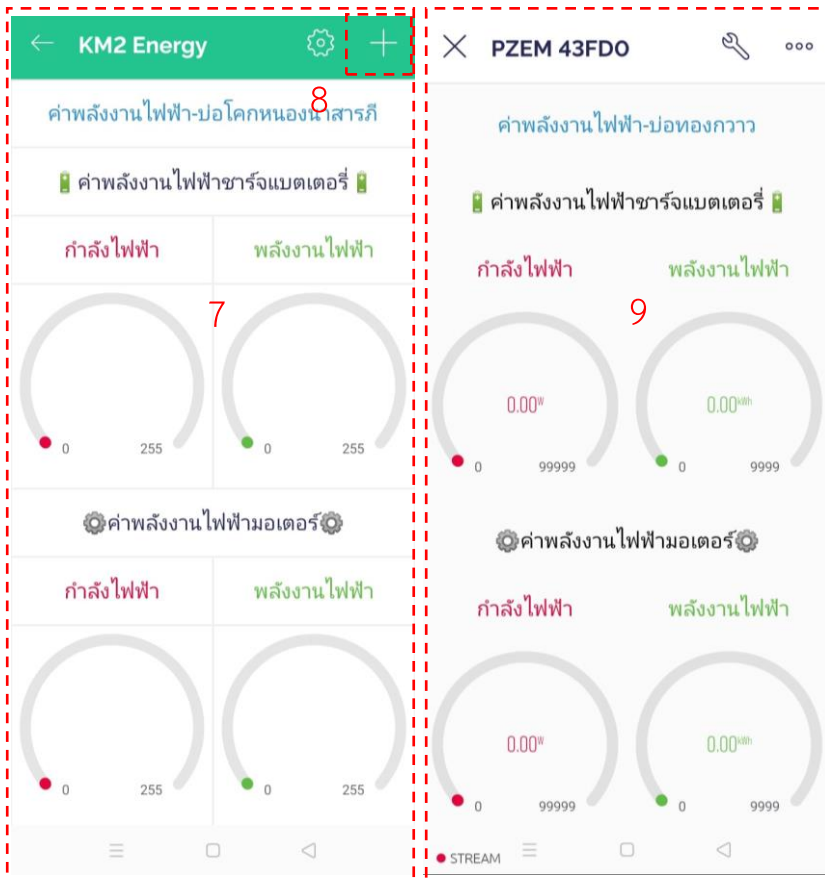 KM2 Energy
8
ค่าพลังงานไฟฟ้า-บ่อโคกหนองนาสารภี
ค่าพลังงานไฟฟ้าชาร์จแบตเตอรี่
กำลังไฟฟ้า พลังงานไฟฟ้า
7
0 255 0 255
ค่าพลังงานไฟฟ้ามอเตอร์
กำลังไฟฟ้า พลังงานไฟฟ้า
0 255 0 255
PZEM 43FD0
ค่าพลังงานไฟฟ้า-บ่อทองกวาว
ค่าพลังงานไฟฟ้าชาร์จแบตเตอรี่
กำลังไฟฟ้า พลังงานไฟฟ้า
9
0.00W 0.00kWh
0 99999 0 9999
ค่าพลังงานไฟฟ้ามอเตอร์
กำลังไฟฟ้า พลังงานไฟฟ้า
0.00W 0.00kWh
0 99999 0 9999
STREAM